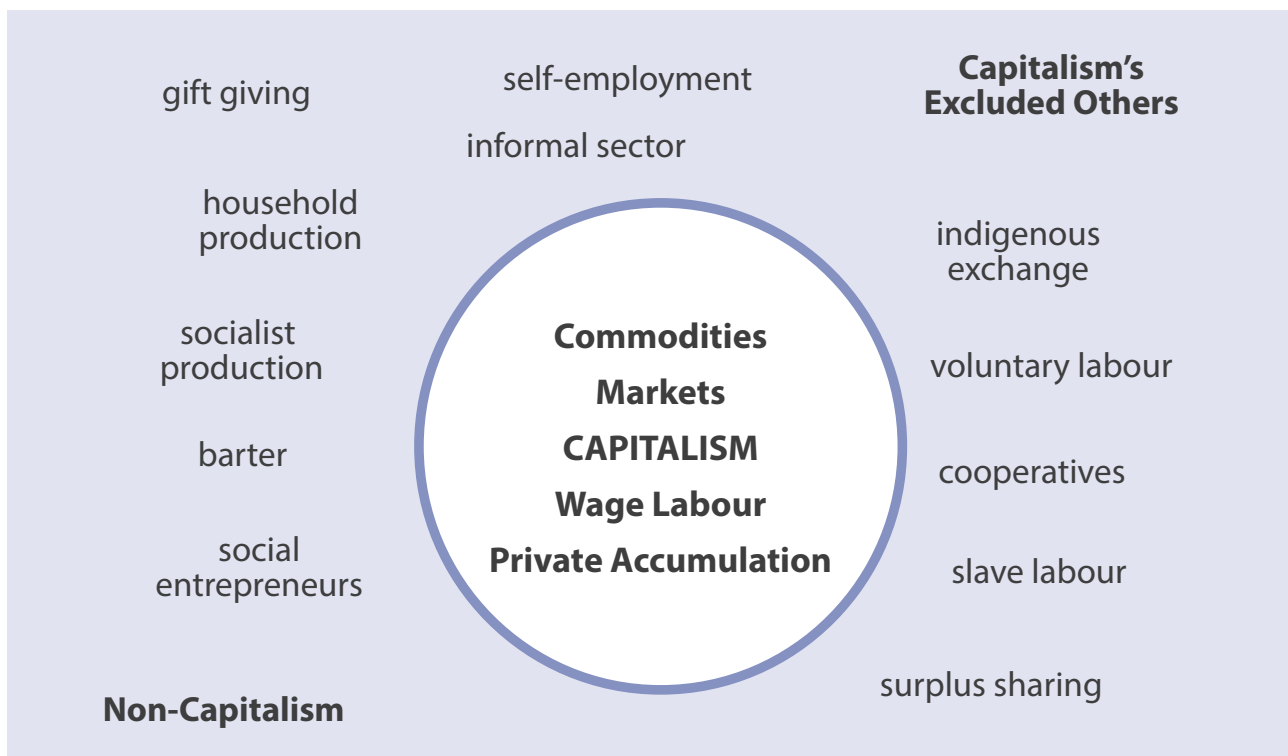 gift giving
self-employment
Capitalism’s
Excluded Others
informal sector
household
production
indigenous
exchange
socialist
production
Commodities
Markets
CAPITALISM
Wage Labour
Private Accumulation
voluntary labour
barter
cooperatives
social
entrepreneurs
slave labour
surplus sharing
Non-Capitalism